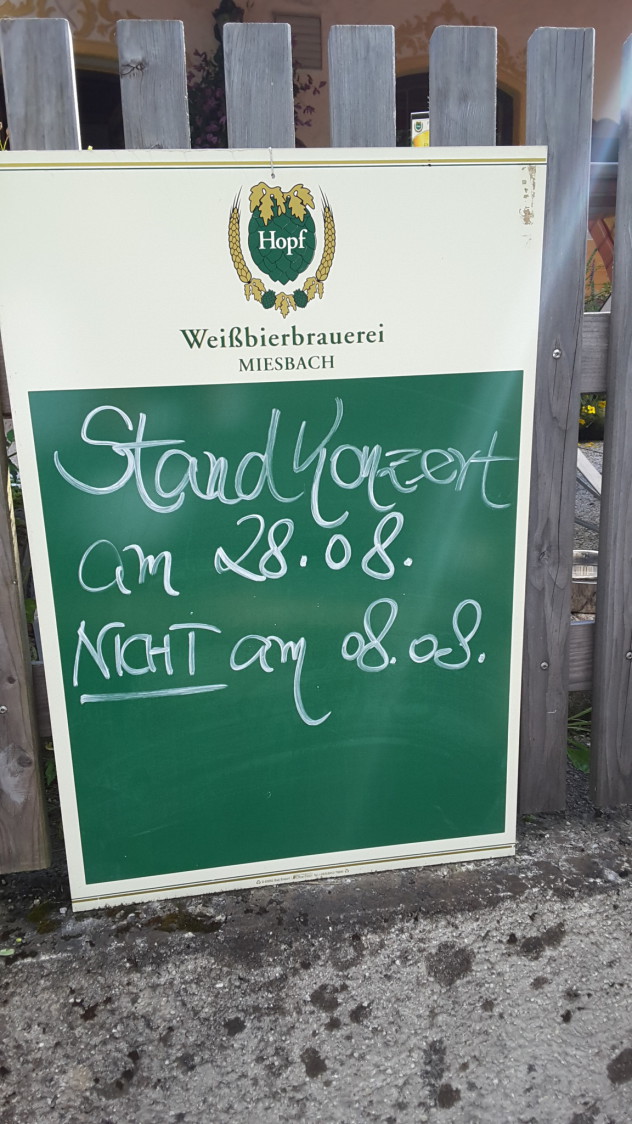 Hopf
Weißbierbrauerei
MIESBACH
StandKonzert
am 28.08.
NICHT am 08.08.